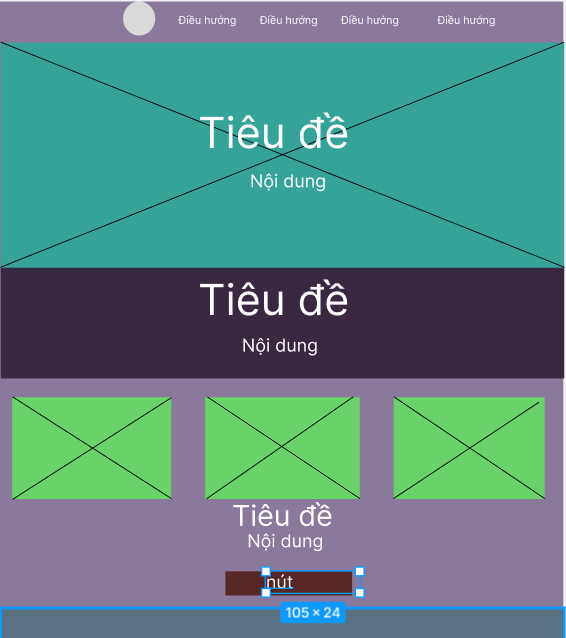 Điều hướng Điều hướng Điều hướng Điều hướng
Tiêu đề
Nội dung
Tiêu đề
Nội dung
Tiêu đề
Nội dung
nút
105 × 24